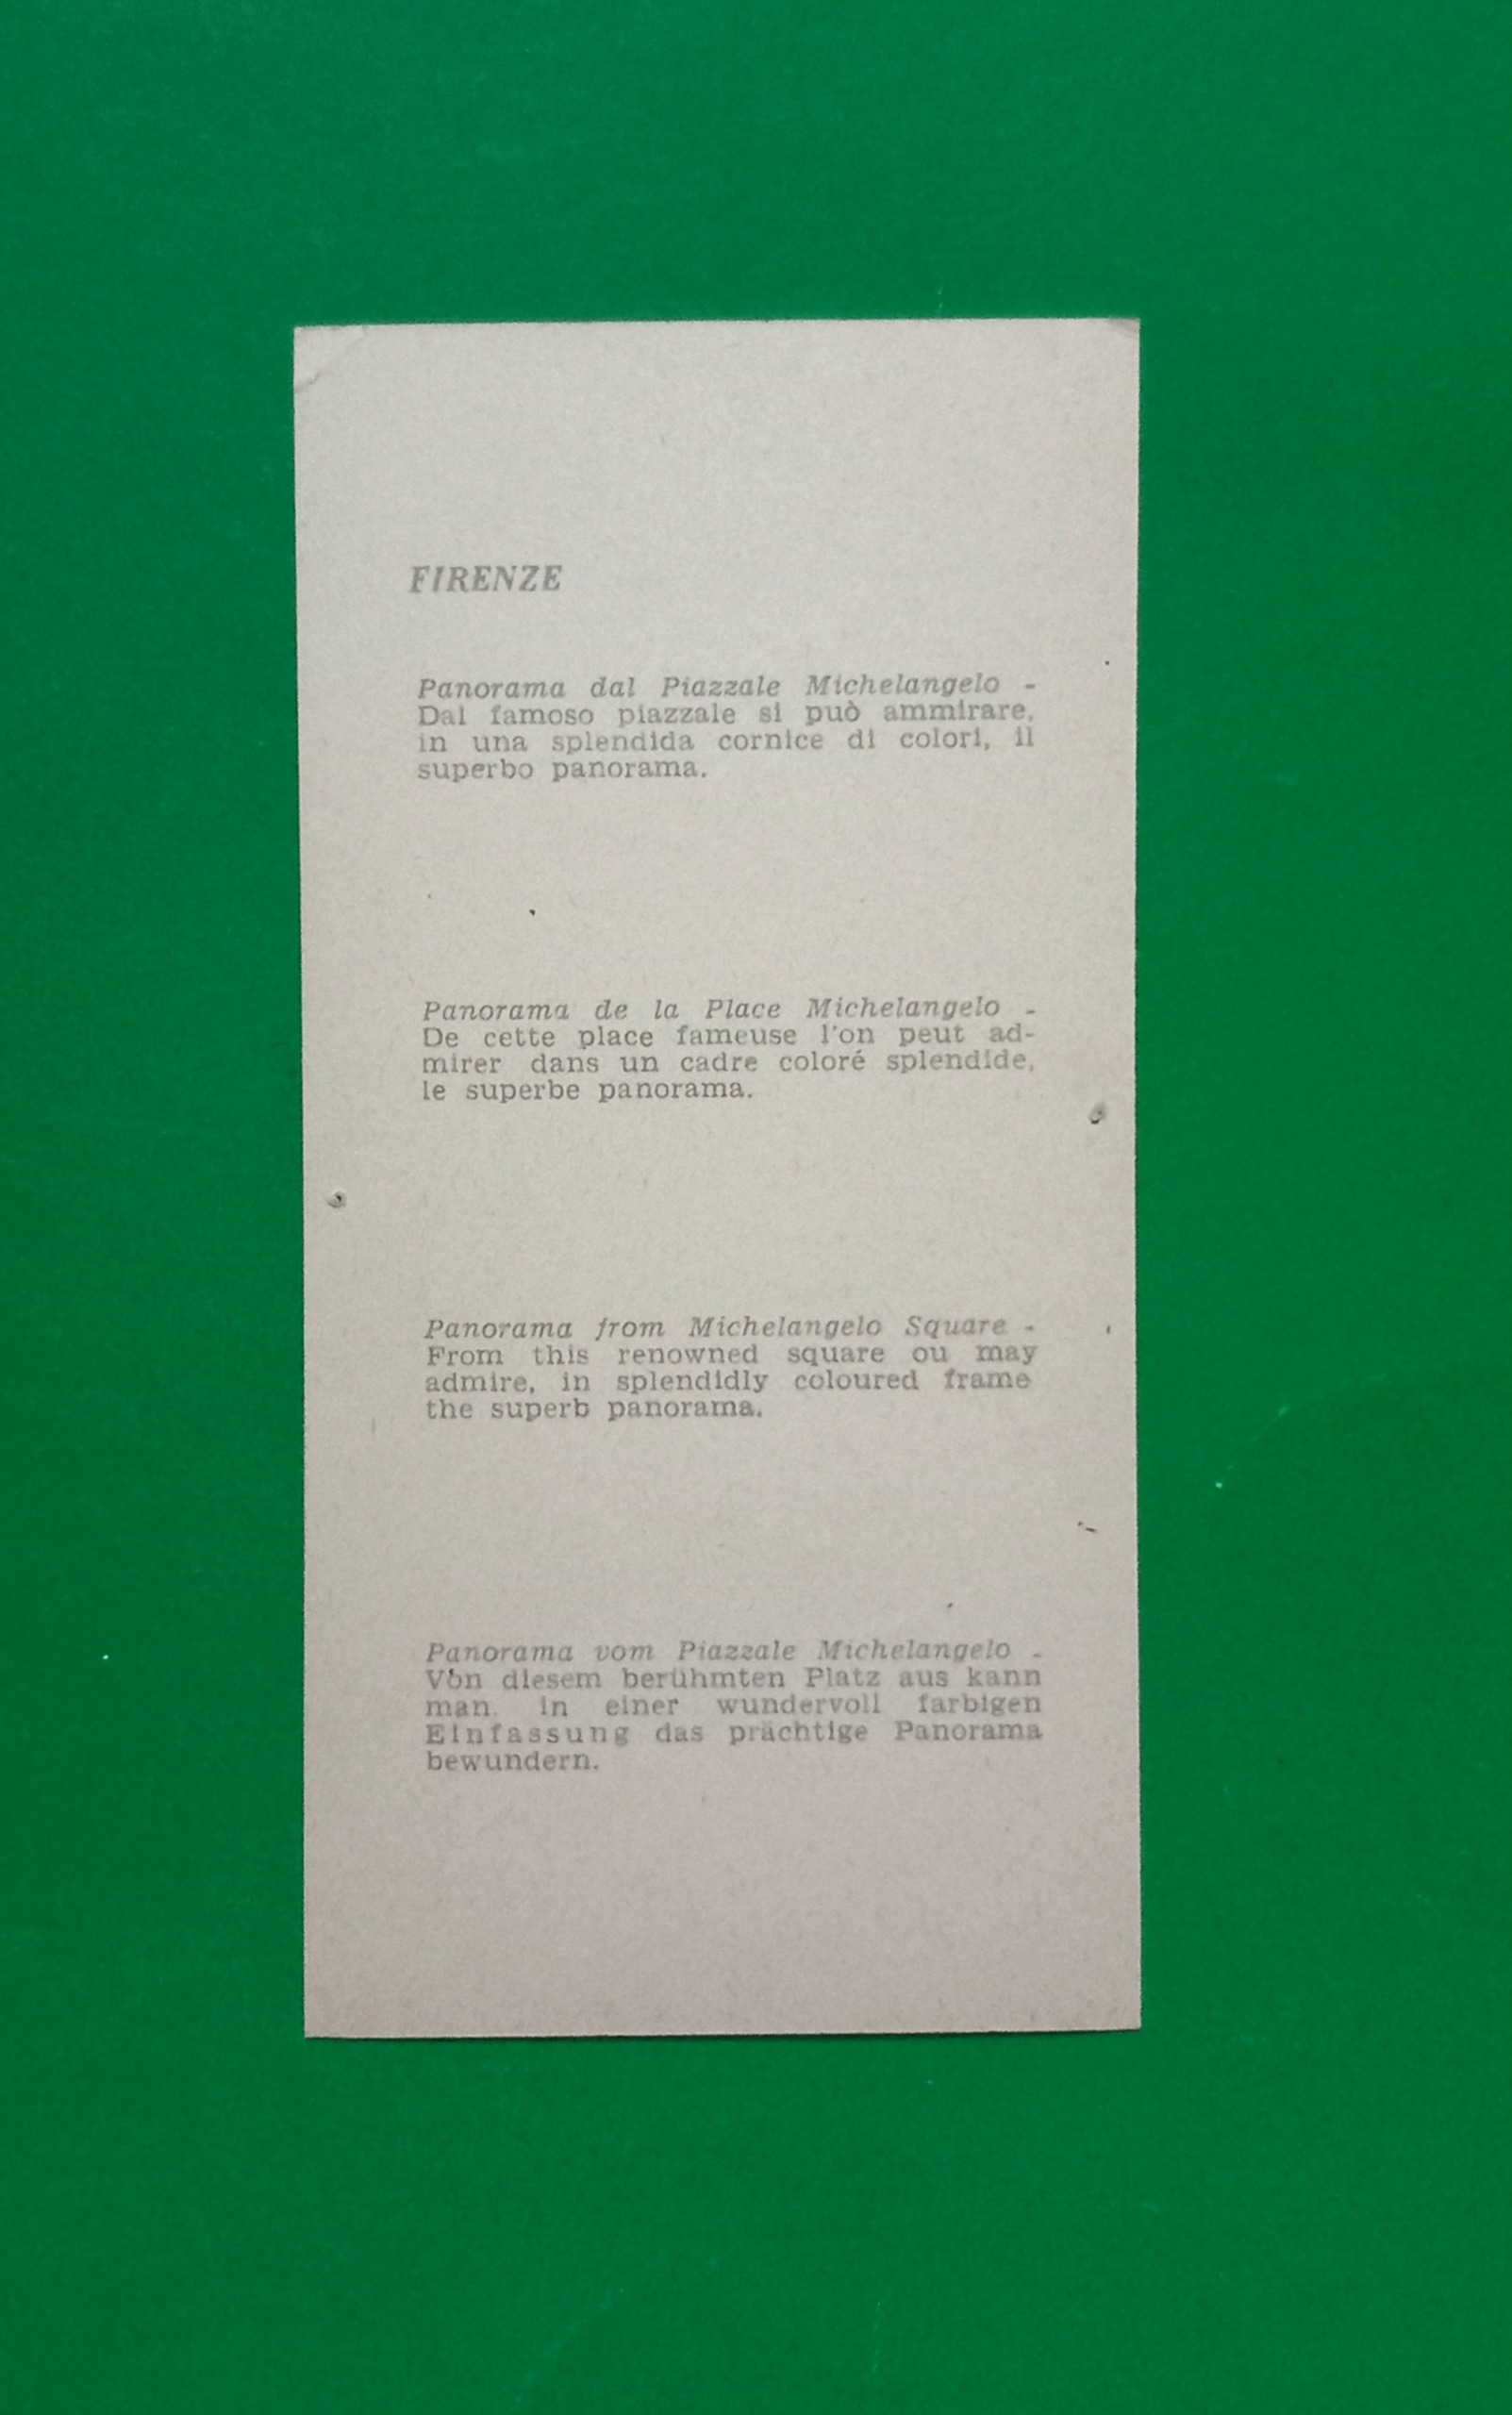 FIRENZE
Panorama dal Piazzale Michelangelo -
Dal famoso piazzale si può ammirare,
in una splendida cornice di colori, il
superbo panorama.
Panorama de la Place Michelangelo -
De cette place fameuse l'on peut ad-
mirer dans un cadre coloré splendide,
le superbe panorama.
Panorama from Michelangelo Square -
From this renowned square ou may
admire, in splendidly coloured frame
the superb panorama.
Panorama vom Piazzale Michelangelo -
Von diesem berühmten Platz aus kann
man, in einer wundervoll farbigen
Einfassung das prächtige Panorama
bewundern.